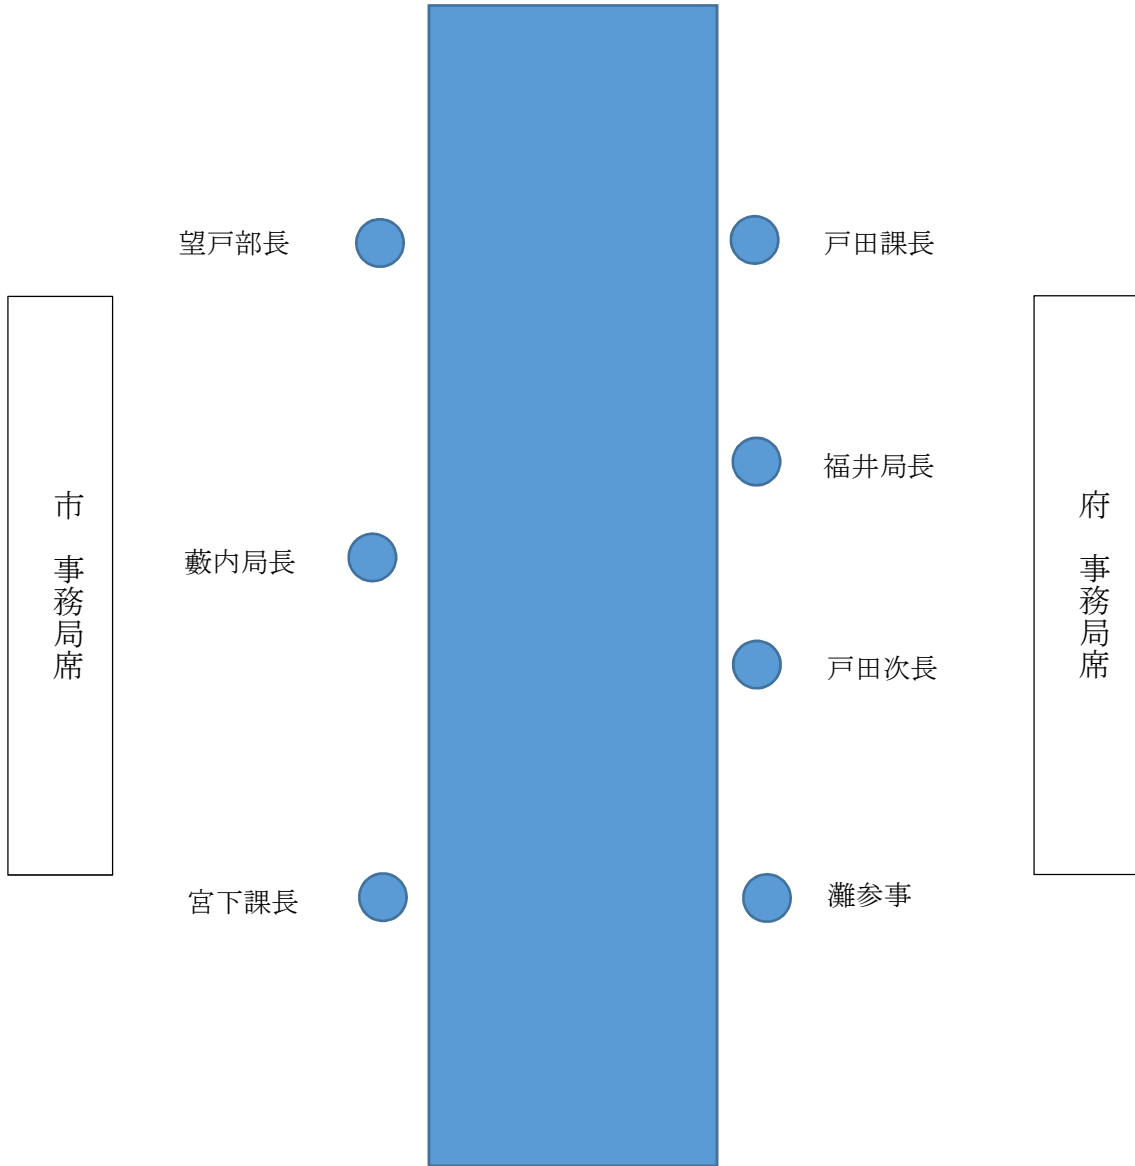 望戸部長
戸田課長
福井局長
藪内局長
戸田次長
宮下課長
灘参事
市　事務局席
府　事務局席